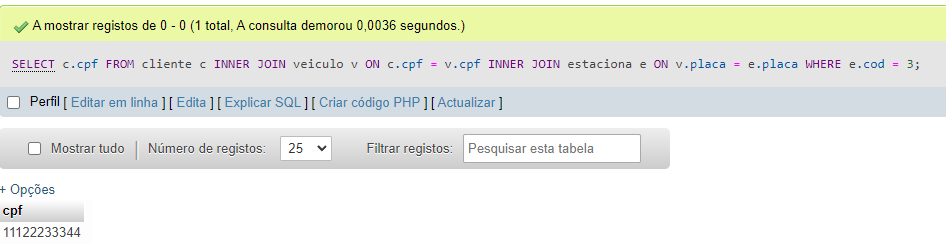 A mostrar registos de 0 - 0 (1 total, A consulta demorou 0,0036 segundos.)
SELECT c.cpf FROM cliente c INNER JOIN veiculo v ON c.cpf = v.cpf INNER JOIN estaciona e ON v.placa = e.placa WHERE e.cod = 3;
Perfil [ Editar em linha ] [ Edita ] [ Explicar SQL ] [ Criar código PHP ] [ Actualizar ]
Mostrar tudo | Número de registos: 25 Filtrar registos: Pesquisar esta tabela
+ Opções
cpf
11122233344